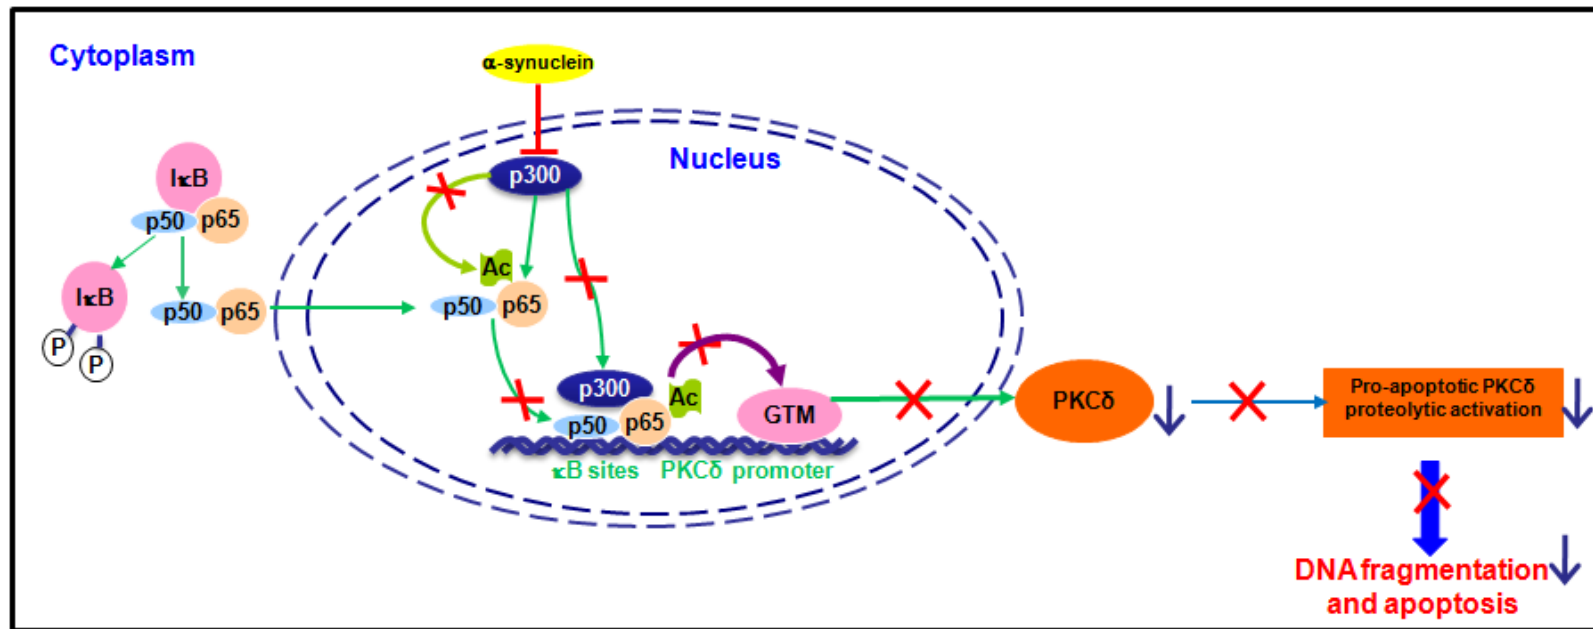 Cytoplasm
α-synuclein
Nucleus
p300
IκB
p50 p65
Ac
IκB
p50 p65
p50 p65
P
P
p300
Ac
p50 p65
GTM
κB sites PKCδ promoter
PKCδ
Pro-apoptotic PKCδ
proteolytic activation
DNA fragmentation
and apoptosis